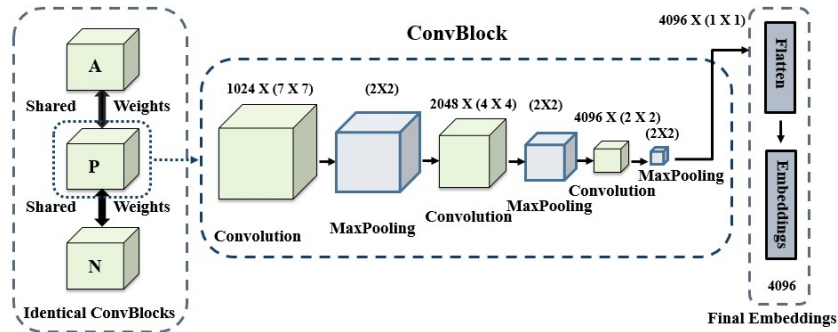 A
Shared Weights
P
Shared Weights
N
Identical ConvBlocks
ConvBlock
1024 X (7 X 7)
Convolution
(2X2)
MaxPooling
2048 X (4 X 4)
Convolution
(2X2)
MaxPooling
4096 X (2 X 2)
Convolution
(2X2)
MaxPooling
4096 X (1 X 1)
Flatten
Embeddings
4096
Final Embeddings